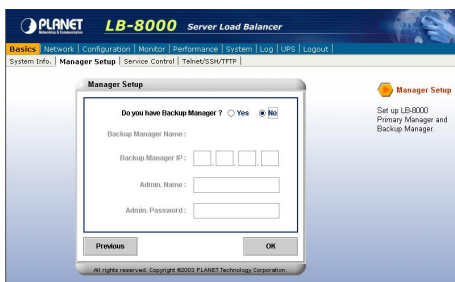 PLANET
Networking & Communication
LB-8000 Server Load Balancer
Basics | Network | Configuration | Monitor | Performance | System | Log | UPS | Logout |
System Info. | Manager Setup | Service Control | Telnet/SSH/TFTP |
Manager Setup
Do you have Backup Manager ? Yes No
Backup Manager Name :
Backup Manager IP : . . .
Admin. Name :
Admin. Password :
Previous OK
All rights reserved. Copyright ©2003 PLANET Technology Corporation.
Manager Setup
Set up LB-8000
Primary Manager and
Backup Manager.